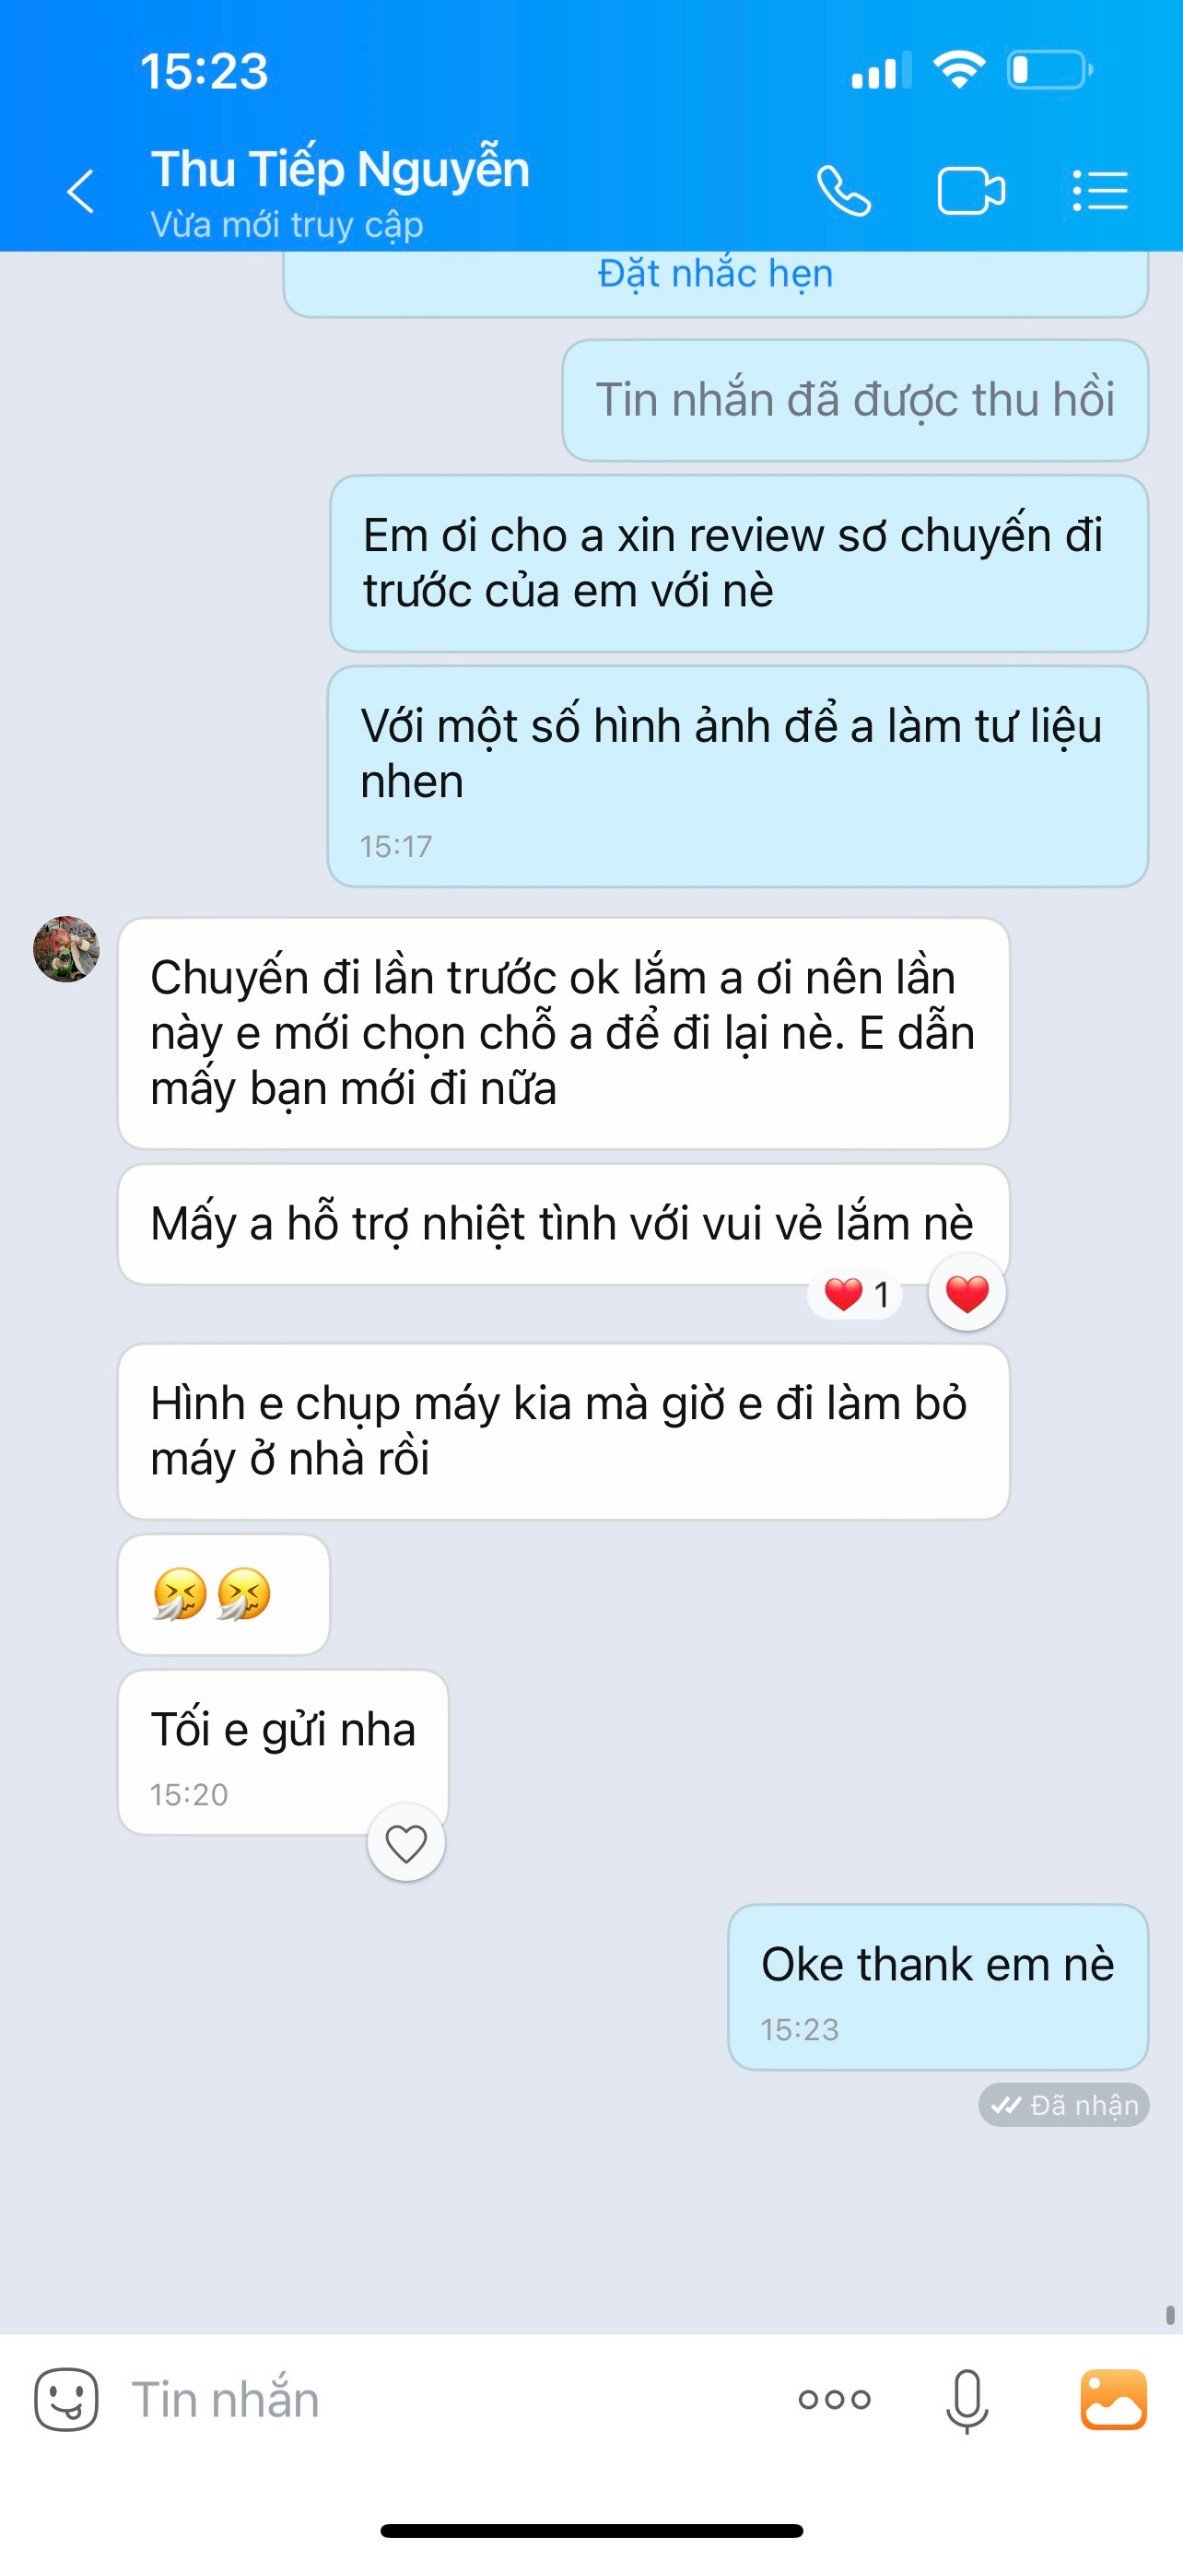 15:23
Thu Tiếp Nguyễn
Vừa mới truy cập
Đặt nhắc hẹn
Tin nhắn đã được thu hồi
Em ơi cho a xin review sơ chuyến đi
trước của em với nè
Với một số hình ảnh để a làm tư liệu
nhen
15:17
Chuyến đi lần trước ok lắm a ơi nên lần
này e mới chọn chỗ a để đi lại nè. E dẫn
mấy bạn mới đi nữa
Mấy a hỗ trợ nhiệt tình với vui vẻ lắm nè
1
Hình e chụp máy kia mà giờ e đi làm bỏ
máy ở nhà rồi
Tối e gửi nha
15:20
Oke thank em nè
15:23
Đã nhận
Tin nhắn